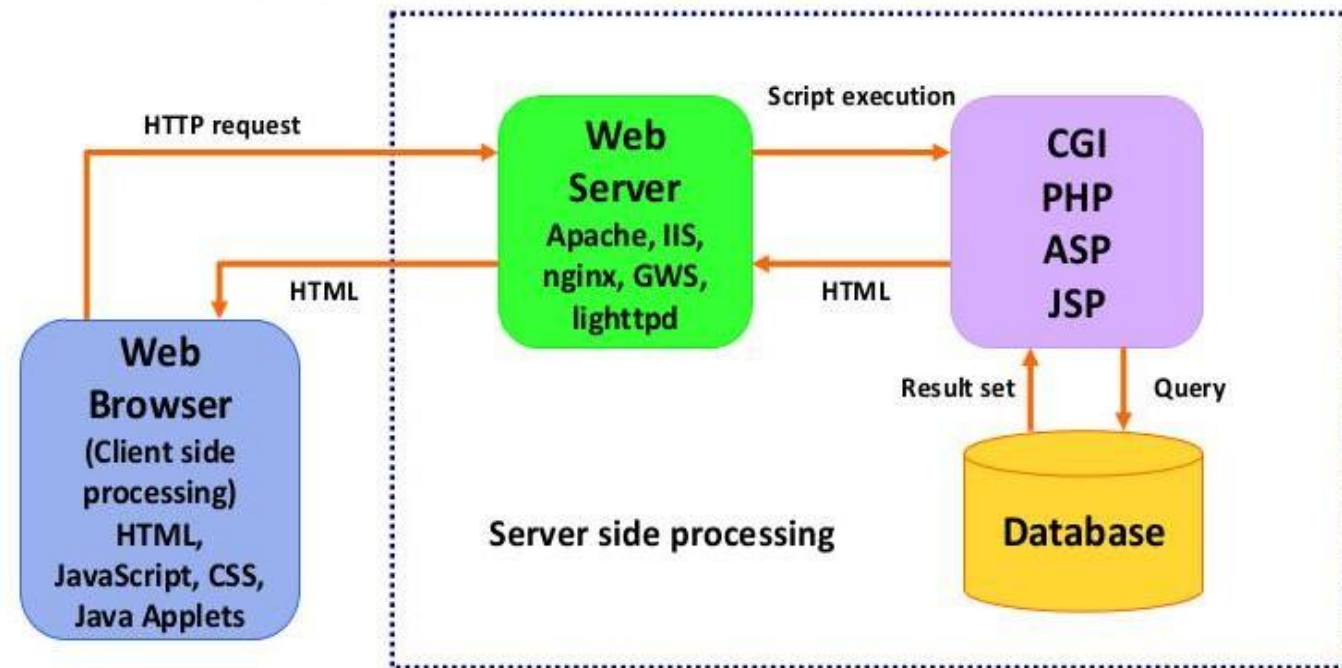 HTTP request
HTML
Web
Browser
(Client side
processing)
HTML,
JavaScript, CSS,
Java Applets
Web
Server
Apache, IIS,
nginx, GWS,
lighttpd
Script execution
HTML
CGI
PHP
ASP
JSP
Result set
Query
Database
Server side processing